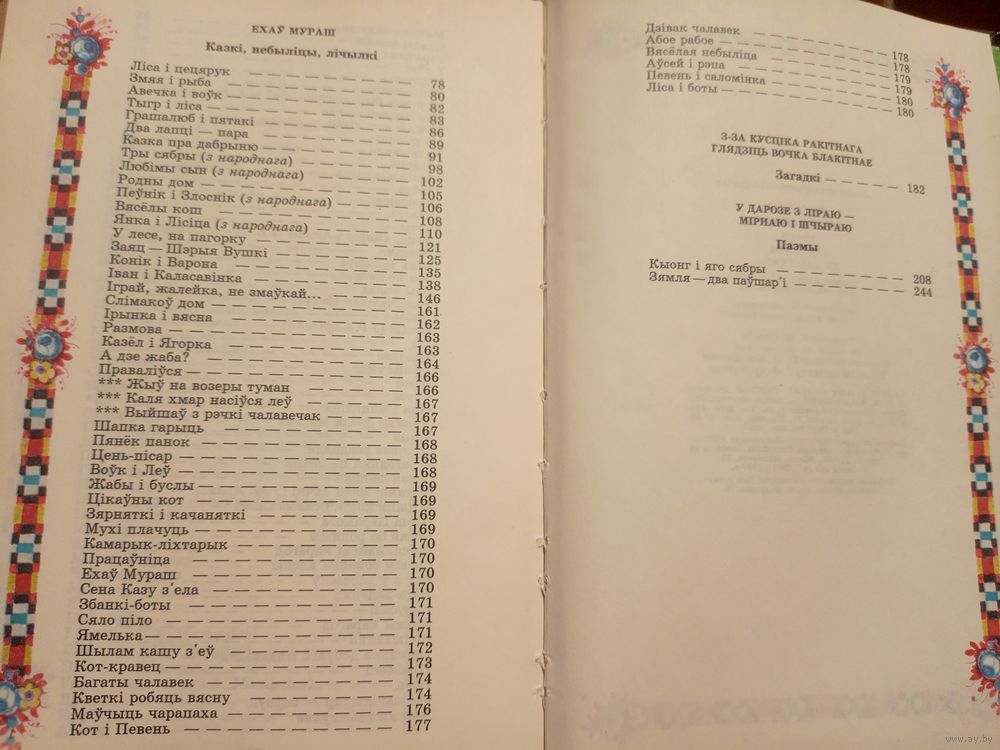 ЕХАЎ МУРАШ
Казкі, небыліцы, лічылкі
Ліса і цецярук — 78
Змяя і рыба — 80
Авечка і воўк — 82
Тыгр і ліса — 83
Грашалюб і пятакі — 86
Два лапці — пара — 89
Казка пра дабрыню — 91
Тры сябры (з народнага) — 98
Любімы сын (з народнага) — 102
Родны дом — 105
Пеўнік і Злоснік (з народнага) — 106
Вясёлы кош — 108
Янка і Лісіца (з народнага) — 110
У лесе, на пагорку — 121
Заяц — Шэрыя Вушкі — 125
Конік і Варона — 135
Іван і Каласавінка — 138
Іграй, жалейка, не змаўкай... — 146
Слімакоў дом — 161
Ірынка і вясна — 162
Размова — 163
Казёл і Ягорка — 163
А дзе жаба? — 164
Праваліўся — 166
*** Жыў на возеры туман — 166
*** Каля хмар насіўся леў — 167
*** Выйшаў з рэчкі чалавечак — 167
Шапка гарыць — 167
Пянёк панок — 168
Цень-пісар — 168
Воўк і Леў — 168
Жабы і буслы — 169
Цікаўны кот — 169
Зярняткі і качаняткі — 169
Мухі плачуць — 169
Камарык-ліхтарык — 170
Працаўніца — 170
Ехаў Мураш — 170
Сена Казу з'ела — 170
Збанкі-боты — 171
Сяло піло — 171
Ямелька — 171
Шылам кашу з'еў — 172
Кот-кравец — 173
Багаты чалавек — 174
Кветкі робяць вясну — 174
Маўчыць чарапаха — 176
Кот і Певень — 177
Дзівак чалавек — 178
Абое рабое — 178
Вясёлая небыліца — 179
Аўсей і рэпа — 179
Певень і саломінка — 180
Ліса і боты — 180
З-ЗА КУСЦІКА РАКІТНАГА
ГЛЯДЗІЦЬ ВОЧКА БЛАКІТНАЕ
Загадкі — 182
У ДАРОЗЕ З ЛІРАЮ —
МІРНАЮ І ШЧЫРАЮ
Паэмы
Кыонг і яго сябры — 208
Зямля — два паўшар'і — 244
www.ay.by